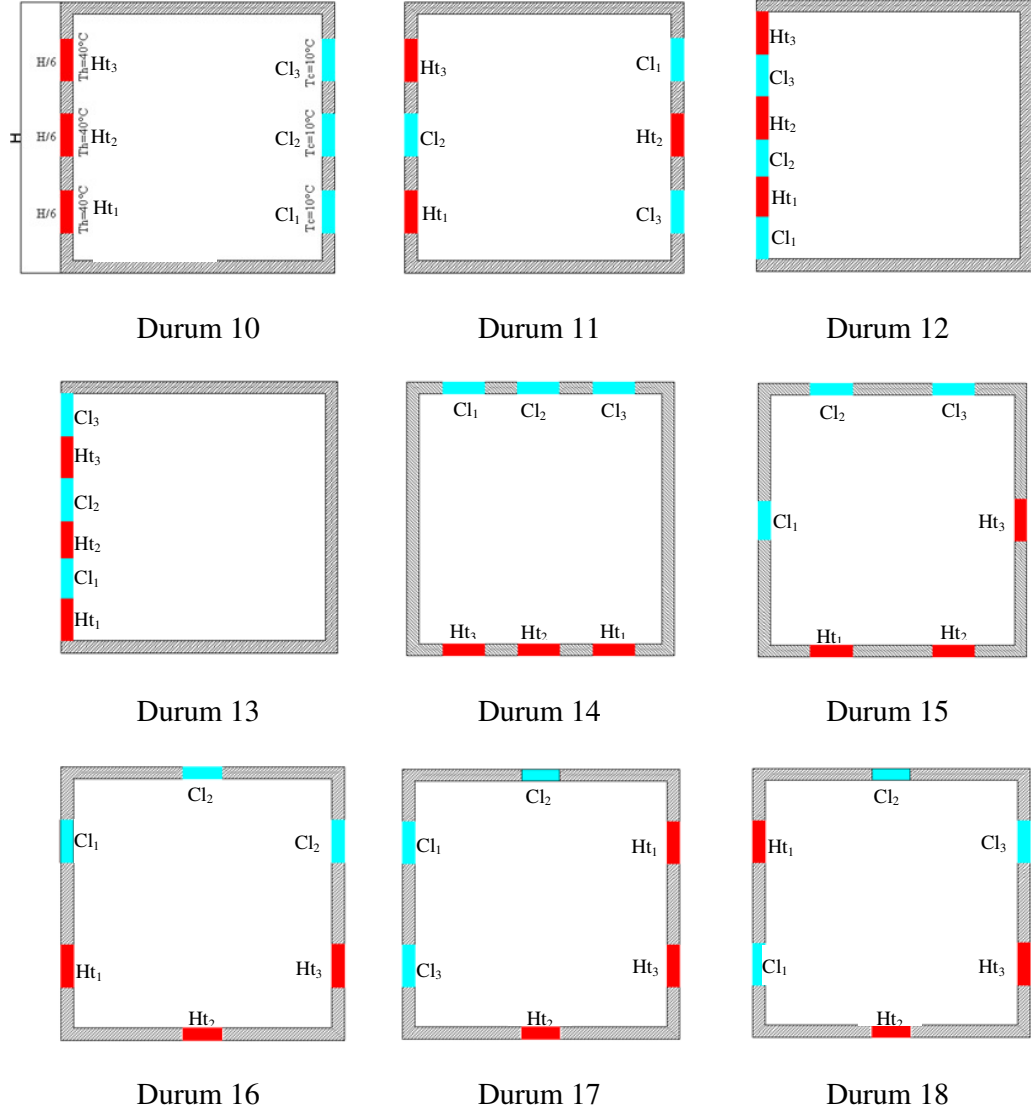 H
H/6
Th=40°C
Ht₃
Cl₃
Tc=10°C
H/6
Th=40°C
Ht₂
Cl₂
Tc=10°C
H/6
Th=40°C
Ht₁
Cl₁
Tc=10°C
Durum 10
Ht₃
Cl₁
Cl₂
Ht₂
Ht₁
Cl₃
Durum 11
Ht₃
Cl₃
Ht₂
Cl₂
Ht₁
Cl₁
Durum 12
Cl₃
Ht₃
Cl₂
Ht₂
Cl₁
Ht₁
Durum 13
Cl₁ Cl₂ Cl₃
Ht₃ Ht₂ Ht₁
Durum 14
Cl₂ Cl₃
Cl₁ Ht₃
Ht₁ Ht₂
Durum 15
Cl₂
Cl₁ Cl₂
Ht₁ Ht₃
Ht₂
Durum 16
Cl₂
Cl₁ Ht₁
Cl₃ Ht₃
Ht₂
Durum 17
Cl₂
Ht₁ Cl₃
Cl₁ Ht₃
Ht₂
Durum 18